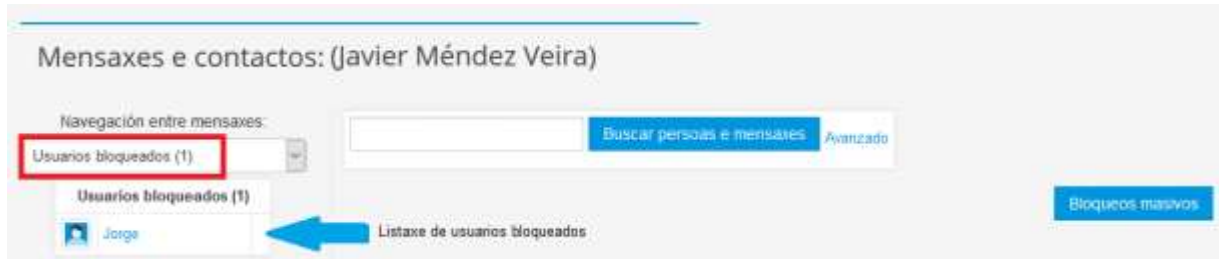 Mensaxes e contactos: (Javier Méndez Veira)
Navegación entre mensaxes:
Usuarios bloqueados (1)
Buscar persoas e mensaxes
Avanzado
Usuarios bloqueados (1)
Bloqueos masivos
Jorge
Listaxe de usuarios bloqueados